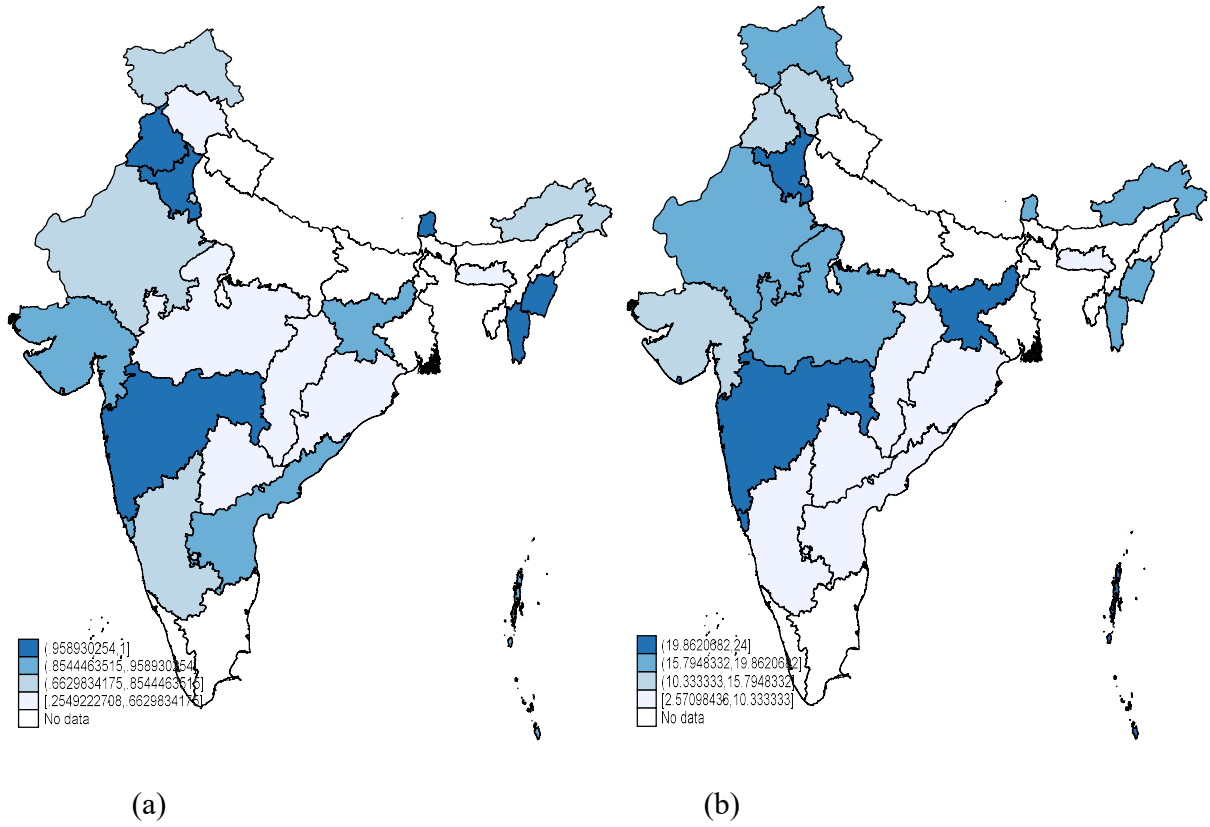 (.958930254,1]
(.8544463515,.958930254]
(.6629834175,.8544463515]
[.2549222708,.6629834175]
No data
(19.8620682,24]
(15.7948332,19.8620682]
(10.333333,15.7948332]
[2.57098436,10.333333]
No data
(a)
(b)